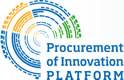 Procurement
of Innovation
PLATFORM